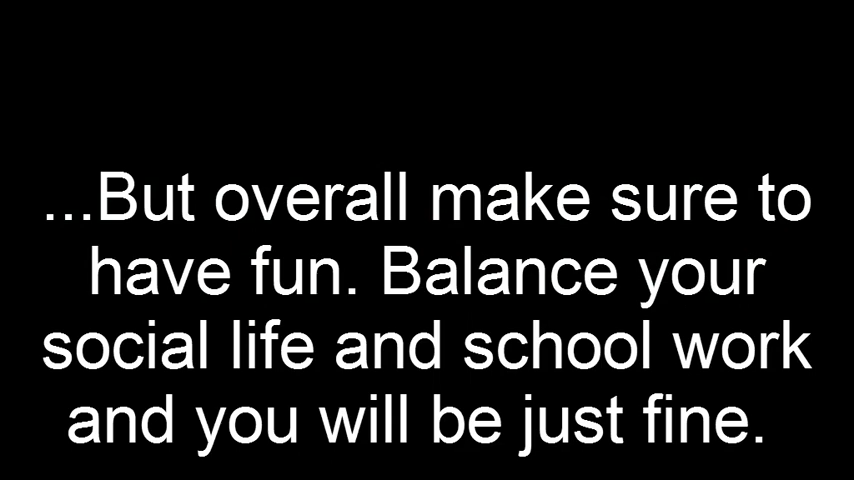 ...But overall make sure to
have fun. Balance your
social life and school work
and you will be just fine.